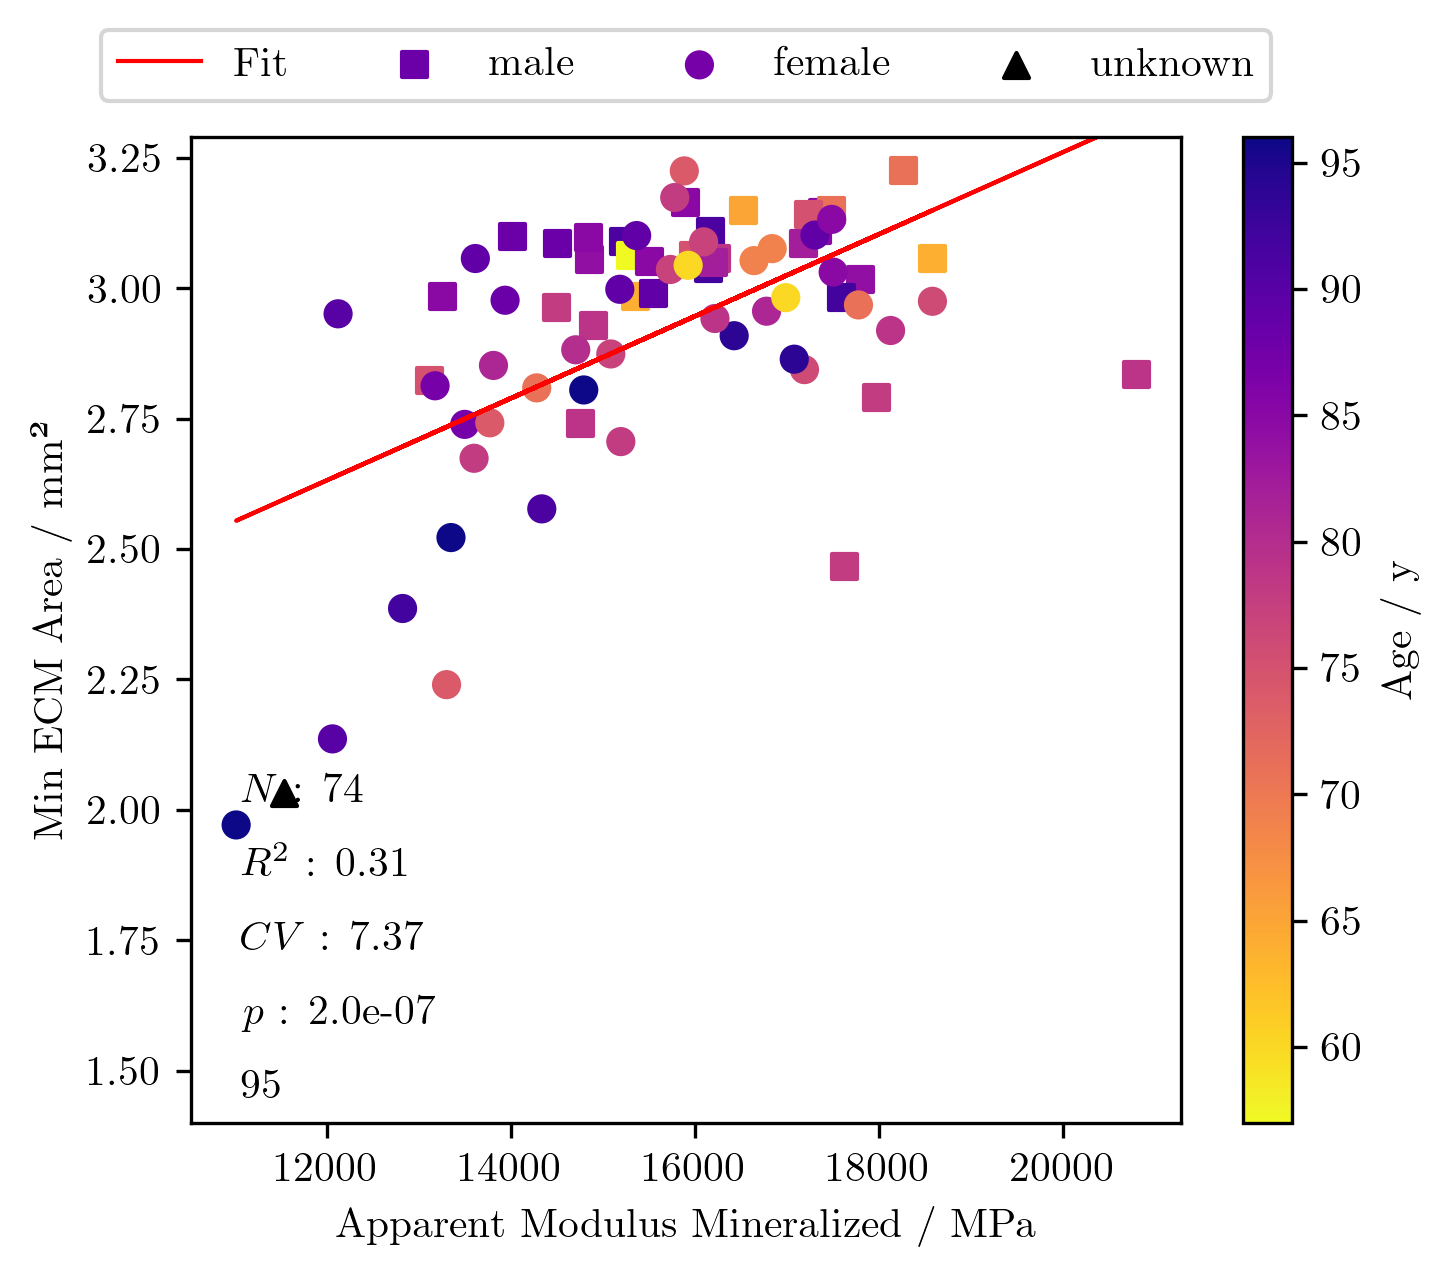 Fit male female unknown
3.25
3.00
2.75
2.50
2.25
2.00
1.75
1.50
Min ECM Area / mm²
N : 74
R² : 0.31
CV : 7.37
p : 2.0e-07
95
12000 14000 16000 18000 20000
Apparent Modulus Mineralized / MPa
95
90
85
80
75
70
65
60
Age / y